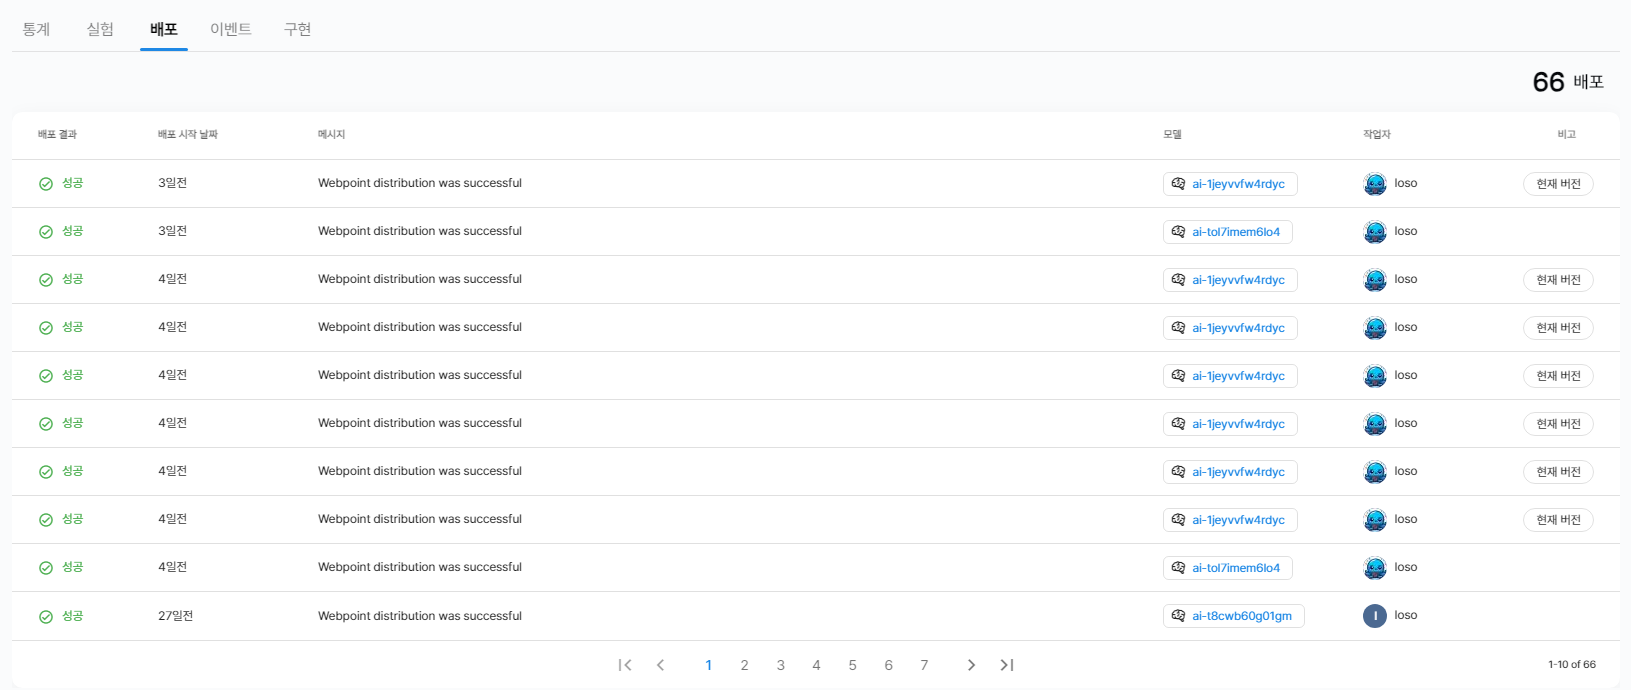 통계 실험 배포 이벤트 구현
66 배포
배포 결과 배포 시작 날짜 메시지 모델 작업자 비고
성공 3일전 Webpoint distribution was successful ai-1jeyvvfw4rdyc loso 현재 버전
성공 3일전 Webpoint distribution was successful ai-tol7imem6lo4 loso
성공 4일전 Webpoint distribution was successful ai-1jeyvvfw4rdyc loso 현재 버전
성공 4일전 Webpoint distribution was successful ai-1jeyvvfw4rdyc loso 현재 버전
성공 4일전 Webpoint distribution was successful ai-1jeyvvfw4rdyc loso 현재 버전
성공 4일전 Webpoint distribution was successful ai-1jeyvvfw4rdyc loso 현재 버전
성공 4일전 Webpoint distribution was successful ai-1jeyvvfw4rdyc loso 현재 버전
성공 4일전 Webpoint distribution was successful ai-1jeyvvfw4rdyc loso 현재 버전
성공 4일전 Webpoint distribution was successful ai-tol7imem6lo4 loso
성공 27일전 Webpoint distribution was successful ai-t8cwb60g01gm l loso
1 2 3 4 5 6 7 1-10 of 66